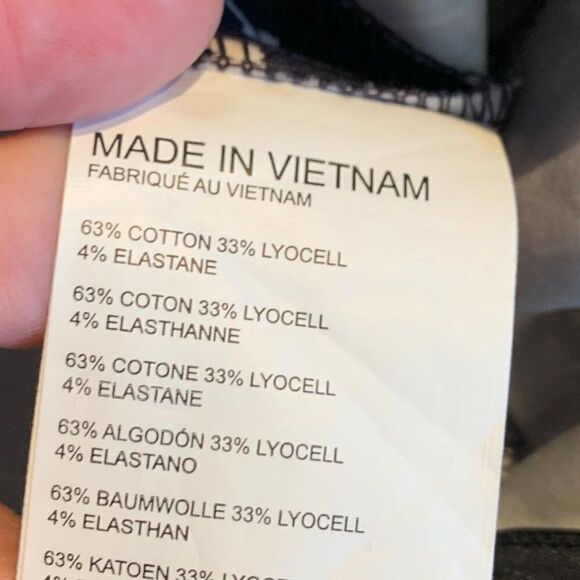 MADE IN VIETNAM
FABRIQUÉ AU VIETNAM
63% COTTON 33% LYOCELL
4% ELASTANE
63% COTON 33% LYOCELL
4% ELASTHANNE
63% COTONE 33% LYOCELL
4% ELASTANE
63% ALGODÓN 33% LYOCELL
4% ELASTANO
63% BAUMWOLLE 33% LYOCELL
4% ELASTHAN
63% KATOEN 33%